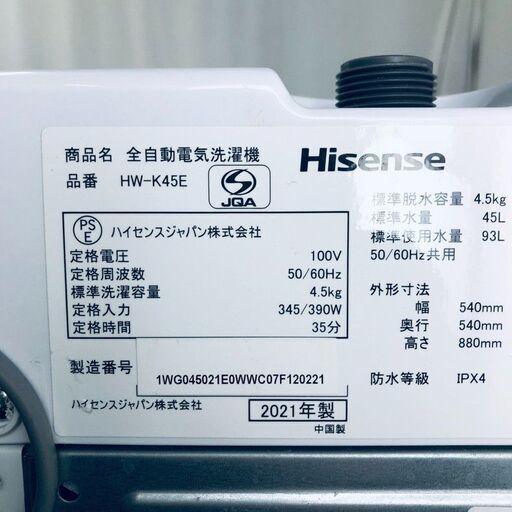 商品名 全自動電気洗濯機
品番 HW-K45E
JQA
Hisense
PS
E
ハイセンスジャパン株式会社
定格電圧 100V
定格周波数 50/60Hz
標準洗濯容量 4.5kg
定格入力 345/390W
定格時間 35分
製造番号 1WG045021E0WWC07F120221
ハイセンスジャパン株式会社 2021年製
中国製
標準脱水容量 4.5kg
標準水量 45L
標準使用水量 93L
50/60Hz共用
外形寸法
幅 540mm
奥行 540mm
高さ 880mm
防水等級 IPX4